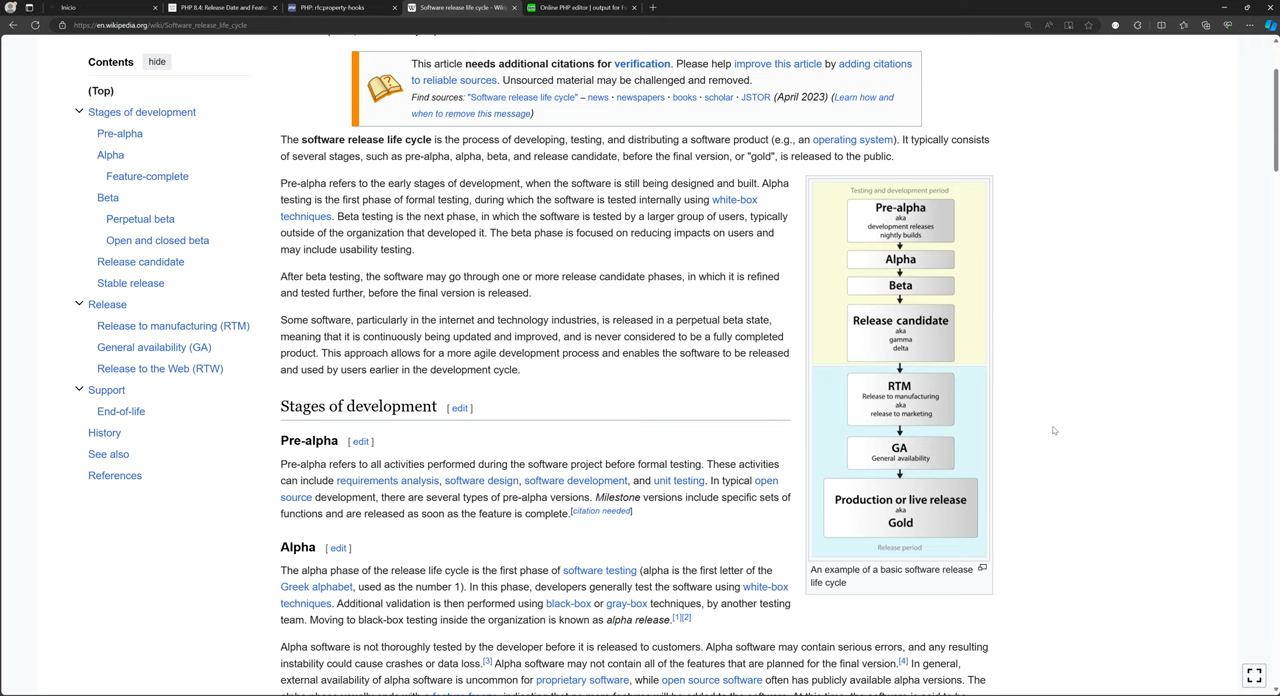 Início
PHP 8.4: Release Date and Featur
PHP: rfc:property-hooks
Software release life cycle - Wiki
Online PHP editor | output for F
https://en.wikipedia.org/wiki/Software_release_life_cycle
Contents hide
(Top)
Stages of development
Pre-alpha
Alpha
Feature-complete
Beta
Perpetual beta
Open and closed beta
Release candidate
Stable release
Release
Release to manufacturing (RTM)
General availability (GA)
Release to the Web (RTW)
Support
End-of-life
History
See also
References
This article needs additional citations for verification. Please help improve this article by adding citations
to reliable sources. Unsourced material may be challenged and removed.
Find sources: "Software release life cycle" – news · newspapers · books · scholar · JSTOR (April 2023) (Learn how and
when to remove this message)
The software release life cycle is the process of developing, testing, and distributing a software product (e.g., an operating system). It typically consists
of several stages, such as pre-alpha, alpha, beta, and release candidate, before the final version, or "gold", is released to the public.
Pre-alpha refers to the early stages of development, when the software is still being designed and built. Alpha
testing is the first phase of formal testing, during which the software is tested internally using white-box
techniques. Beta testing is the next phase, in which the software is tested by a larger group of users, typically
outside of the organization that developed it. The beta phase is focused on reducing impacts on users and
may include usability testing.
After beta testing, the software may go through one or more release candidate phases, in which it is refined
and tested further, before the final version is released.
Some software, particularly in the internet and technology industries, is released in a perpetual beta state,
meaning that it is continuously being updated and improved, and is never considered to be a fully completed
product. This approach allows for a more agile development process and enables the software to be released
and used by users earlier in the development cycle.
Stages of development [ edit ]
Pre-alpha [ edit ]
Pre-alpha refers to all activities performed during the software project before formal testing. These activities
can include requirements analysis, software design, software development, and unit testing. In typical open
source development, there are several types of pre-alpha versions. Milestone versions include specific sets of
functions and are released as soon as the feature is complete.[citation needed]
Alpha [ edit ]
The alpha phase of the release life cycle is the first phase of software testing (alpha is the first letter of the
Greek alphabet, used as the number 1). In this phase, developers generally test the software using white-box
techniques. Additional validation is then performed using black-box or gray-box techniques, by another testing
team. Moving to black-box testing inside the organization is known as alpha release.[1][2]
Alpha software is not thoroughly tested by the developer before it is released to customers. Alpha software may contain serious errors, and any resulting
instability could cause crashes or data loss.[3] Alpha software may not contain all of the features that are planned for the final version.[4] In general,
external availability of alpha software is uncommon for proprietary software, while open source software often has publicly available alpha versions. The
Testing and development period
Pre-alpha
aka
development releases
nightly builds
Alpha
Beta
Release candidate
aka
gamma
delta
RTM
Release to manufacturing
aka
release to marketing
GA
General availability
Production or live release
aka
Gold
Release period
An example of a basic software release
life cycle